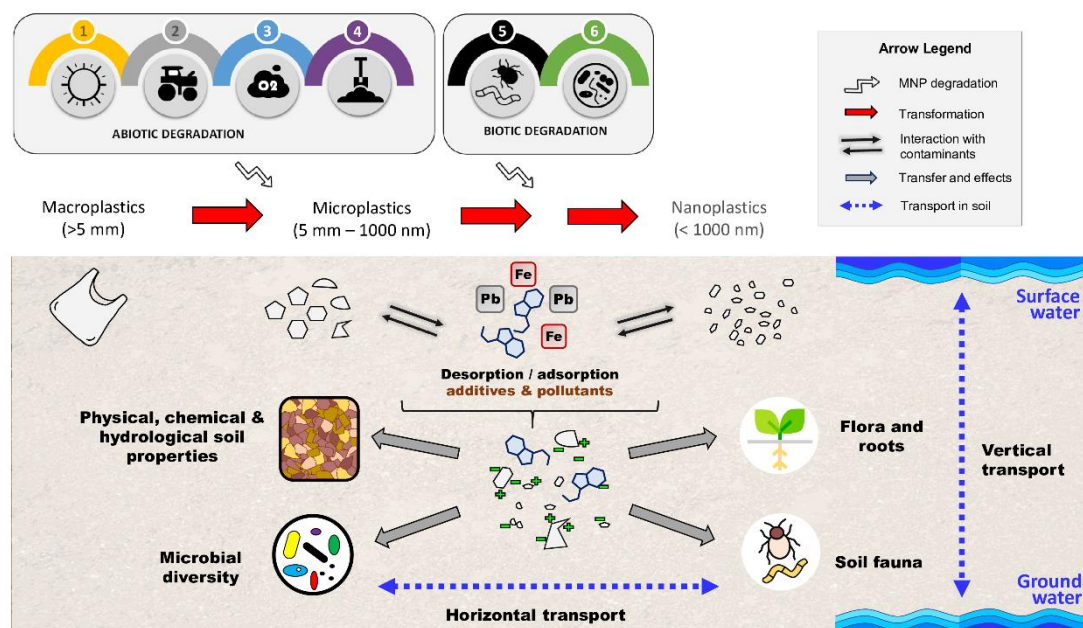 1
2
3
4
5
6
O2
ABIOTIC DEGRADATION
BIOTIC DEGRADATION
Arrow Legend
MNP degradation
Transformation
Interaction with
contaminants
Transfer and effects
Transport in soil
Macroplastics
(>5 mm)
Microplastics
(5 mm – 1000 nm)
Nanoplastics
(< 1000 nm)
Fe
Pb
Pb
Fe
Desorption / adsorption
additives & pollutants
Surface
water
Physical, chemical &
hydrological soil
properties
Flora and
roots
Vertical
transport
Microbial
diversity
Soil fauna
Horizontal transport
Ground
water